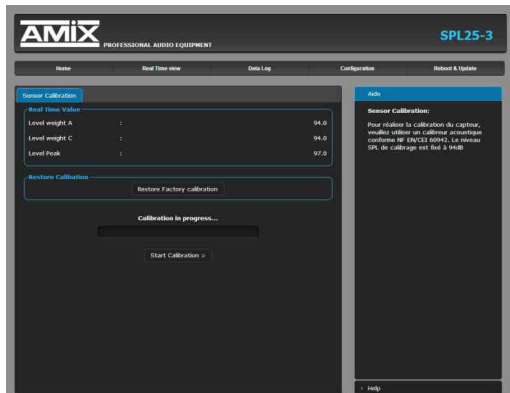 AMIX PROFESSIONAL AUDIO EQUIPMENT
SPL25-3
Home Real Time view Data Log Configuration Reboot & Update
Sensor Calibration
Real Time Value
Level weight A : 94.0
Level weight C : 94.0
Level Peak : 97.0
Restore Calibration
Restore Factory calibration
Calibration in progress...
Start Calibration >
Aide
Sensor Calibration:
Pour réaliser la calibration du capteur,
veuillez utiliser un calibreur acoustique
conforme NF EN/CEI 60942. Le niveau
SPL de calibrage est fixé à 94dB
› Help